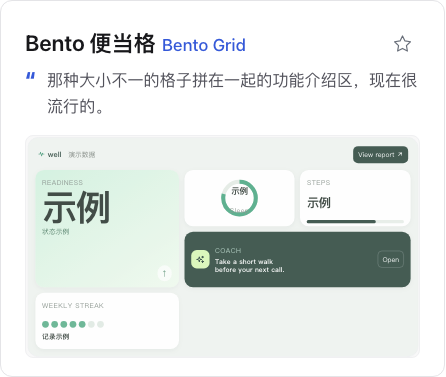 Bento 便当格 Bento Grid
“ 那种大小不一的格子拼在一起的功能介绍区，现在很
流行的。
well 演示数据
View report ↗
READINESS
示例
状态示例
↑
示例
STEPS
示例
COACH
Take a short walk
before your next call.
Open
WEEKLY STREAK
记录示例